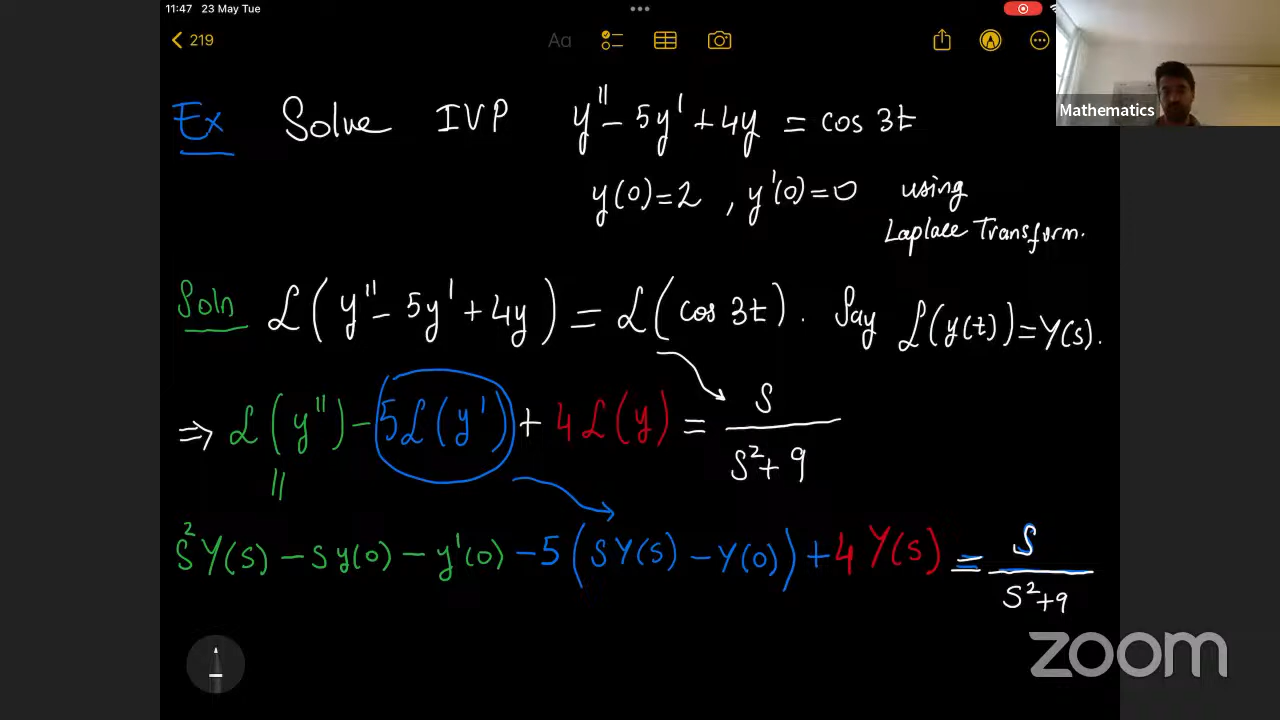 11:47 23 May Tue
219
Aa
Mathematics
Ex Solve IVP y'' - 5y' + 4y = cos 3t
y(0)=2 , y'(0)=0 using
Laplace Transform.
Soln ℒ(y'' - 5y' + 4y) = ℒ(cos 3t). Say ℒ(y(t))=Y(s).
⇒ ℒ(y'') - 5ℒ(y') + 4ℒ(y) = s/(s²+9)
||
s²Y(s) - sy(0) - y'(0) - 5(sY(s) - Y(0)) + 4Y(s) = s/(s²+9)
zoom